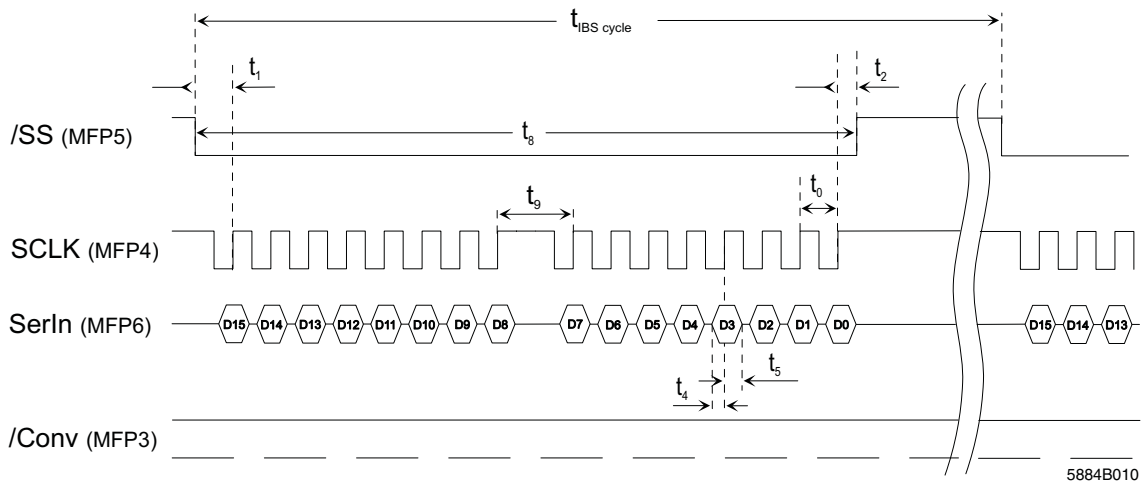 tIBS cycle
t1
t2
/SS (MFP5)
t8
t9
t0
SCLK (MFP4)
SerIn (MFP6)
D15 D14 D13 D12 D11 D10 D9 D8 D7 D6 D5 D4 D3 D2 D1 D0 D15 D14 D13
t5
t4
/Conv (MFP3)
5884B010